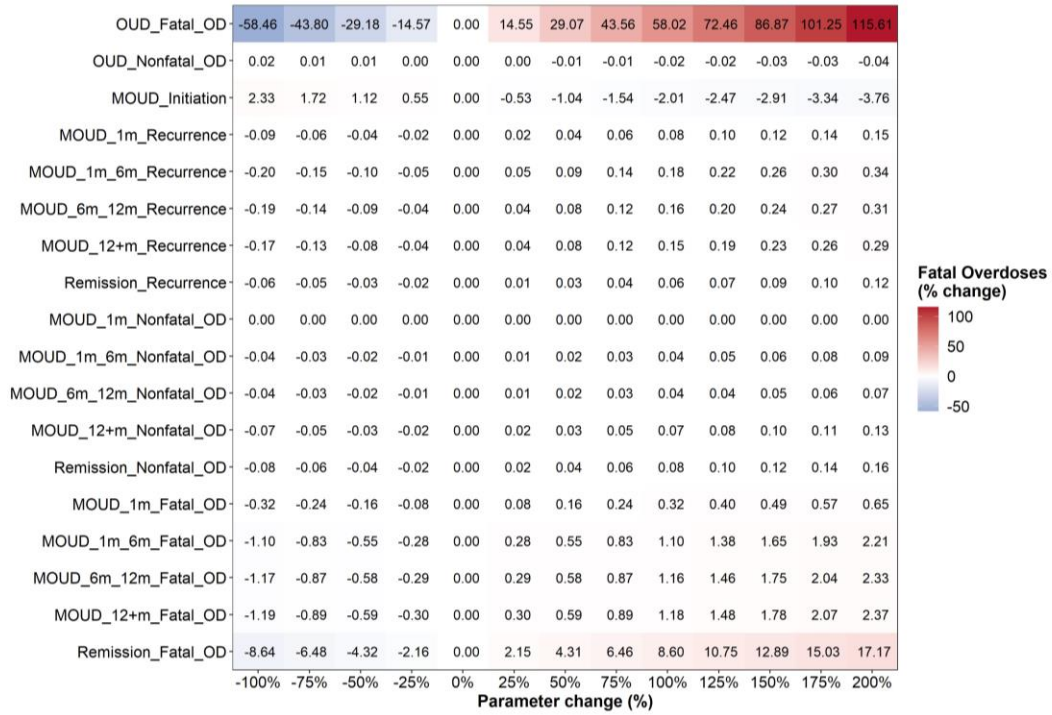 OUD_Fatal_OD -58.46 -43.80 -29.18 -14.57 0.00 14.55 29.07 43.56 58.02 72.46 86.87 101.25 115.61
OUD_Nonfatal_OD 0.02 0.01 0.01 0.00 0.00 0.00 -0.01 -0.01 -0.02 -0.02 -0.03 -0.03 -0.04
MOUD_Initiation 2.33 1.72 1.12 0.55 0.00 -0.53 -1.04 -1.54 -2.01 -2.47 -2.91 -3.34 -3.76
MOUD_1m_Recurrence -0.09 -0.06 -0.04 -0.02 0.00 0.02 0.04 0.06 0.08 0.10 0.12 0.14 0.15
MOUD_1m_6m_Recurrence -0.20 -0.15 -0.10 -0.05 0.00 0.05 0.09 0.14 0.18 0.22 0.26 0.30 0.34
MOUD_6m_12m_Recurrence -0.19 -0.14 -0.09 -0.04 0.00 0.04 0.08 0.12 0.16 0.20 0.24 0.27 0.31
MOUD_12+m_Recurrence -0.17 -0.13 -0.08 -0.04 0.00 0.04 0.08 0.12 0.15 0.19 0.23 0.26 0.29
Remission_Recurrence -0.06 -0.05 -0.03 -0.02 0.00 0.01 0.03 0.04 0.06 0.07 0.09 0.10 0.12
MOUD_1m_Nonfatal_OD 0.00 0.00 0.00 0.00 0.00 0.00 0.00 0.00 0.00 0.00 0.00 0.00 0.00
MOUD_1m_6m_Nonfatal_OD -0.04 -0.03 -0.02 -0.01 0.00 0.01 0.02 0.03 0.04 0.05 0.06 0.08 0.09
MOUD_6m_12m_Nonfatal_OD -0.04 -0.03 -0.02 -0.01 0.00 0.01 0.02 0.03 0.04 0.04 0.05 0.06 0.07
MOUD_12+m_Nonfatal_OD -0.07 -0.05 -0.03 -0.02 0.00 0.02 0.03 0.05 0.07 0.08 0.10 0.11 0.13
Remission_Nonfatal_OD -0.08 -0.06 -0.04 -0.02 0.00 0.02 0.04 0.06 0.08 0.10 0.12 0.14 0.16
MOUD_1m_Fatal_OD -0.32 -0.24 -0.16 -0.08 0.00 0.08 0.16 0.24 0.32 0.40 0.49 0.57 0.65
MOUD_1m_6m_Fatal_OD -1.10 -0.83 -0.55 -0.28 0.00 0.28 0.55 0.83 1.10 1.38 1.65 1.93 2.21
MOUD_6m_12m_Fatal_OD -1.17 -0.87 -0.58 -0.29 0.00 0.29 0.58 0.87 1.16 1.46 1.75 2.04 2.33
MOUD_12+m_Fatal_OD -1.19 -0.89 -0.59 -0.30 0.00 0.30 0.59 0.89 1.18 1.48 1.78 2.07 2.37
Remission_Fatal_OD -8.64 -6.48 -4.32 -2.16 0.00 2.15 4.31 6.46 8.60 10.75 12.89 15.03 17.17
-100% -75% -50% -25% 0% 25% 50% 75% 100% 125% 150% 175% 200%
Parameter change (%)
Fatal Overdoses
(% change)
100
50
0
-50